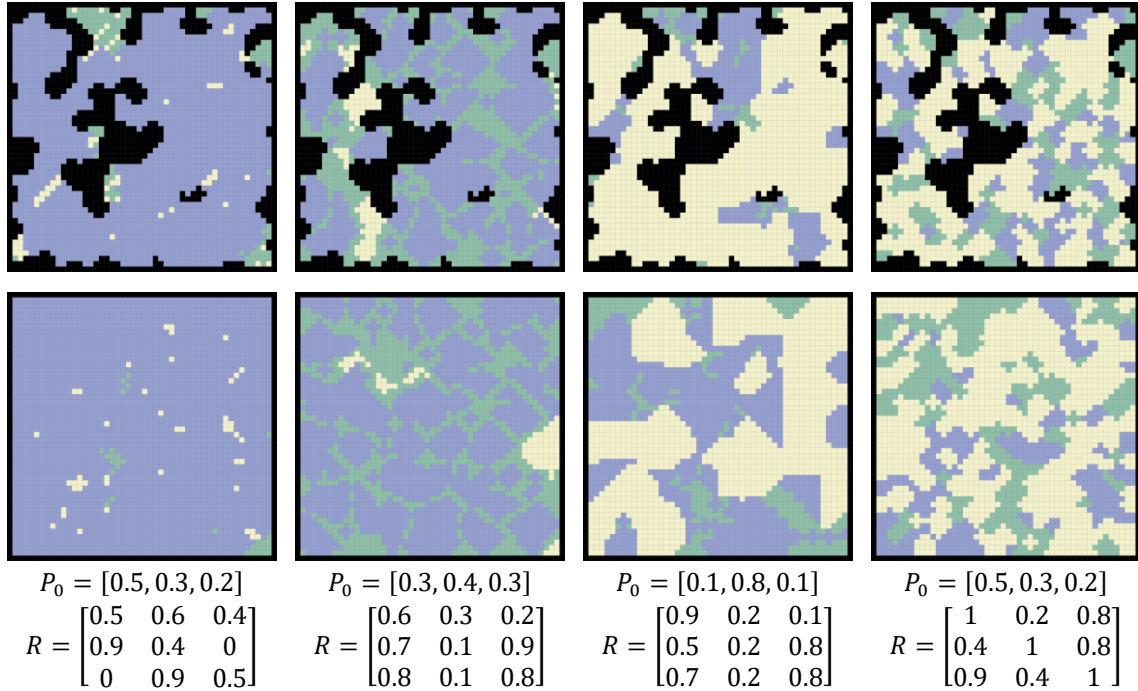 P₀ = [0.5, 0.3, 0.2]
R = [0.5 0.6 0.4
0.9 0.4 0
0 0.9 0.5]
P₀ = [0.3, 0.4, 0.3]
R = [0.6 0.3 0.2
0.7 0.1 0.9
0.8 0.1 0.8]
P₀ = [0.1, 0.8, 0.1]
R = [0.9 0.2 0.1
0.5 0.2 0.8
0.7 0.2 0.8]
P₀ = [0.5, 0.3, 0.2]
R = [1 0.2 0.8
0.4 1 0.8
0.9 0.4 1]